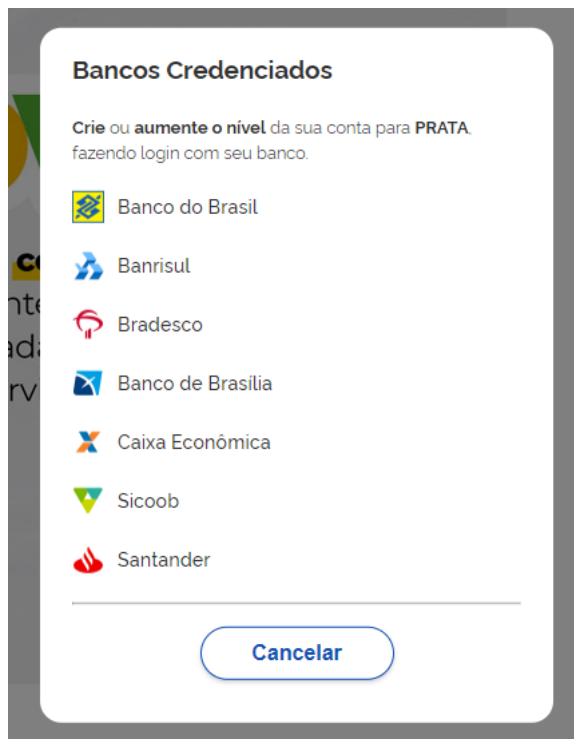 Bancos Credenciados
Crie ou aumente o nível da sua conta para PRATA,
fazendo login com seu banco.
Banco do Brasil
Banrisul
Bradesco
Banco de Brasília
Caixa Econômica
Sicoob
Santander
Cancelar